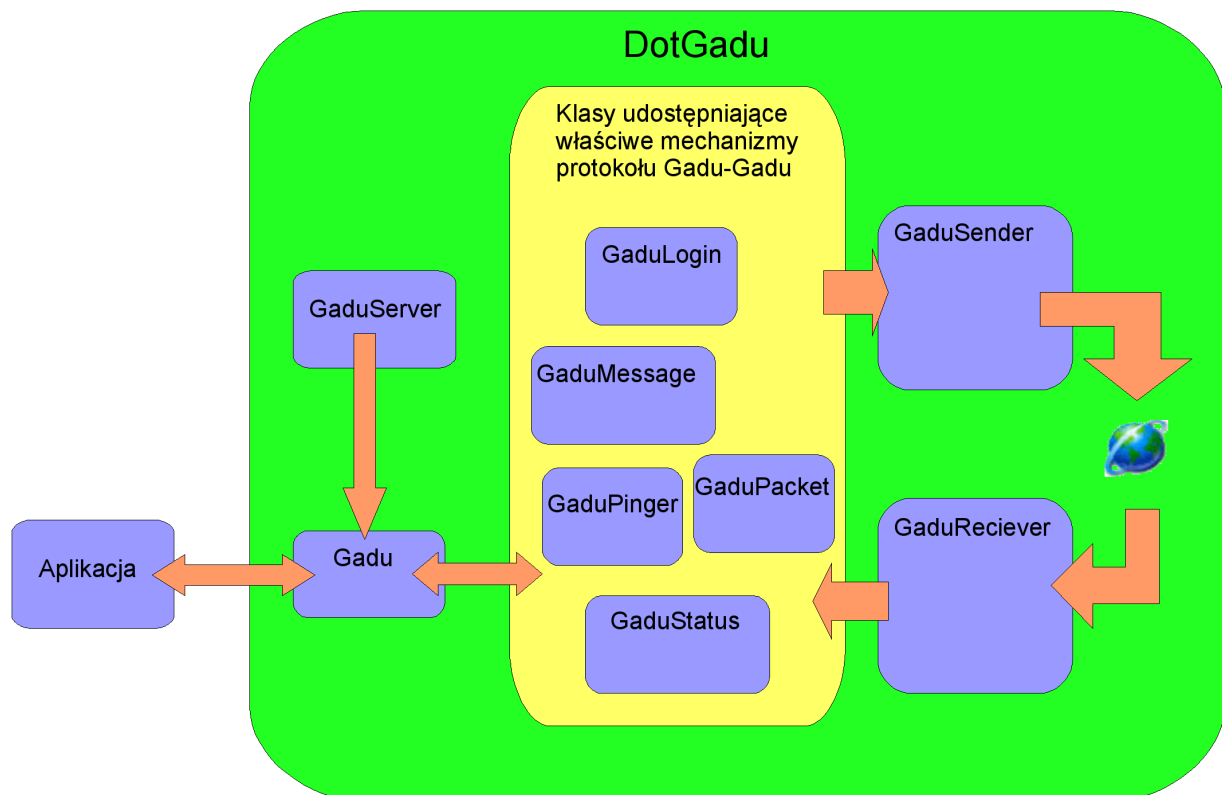 DotGadu
Klasy udostępniające
właściwe mechanizmy
protokołu Gadu-Gadu
GaduLogin
GaduSender
GaduServer
GaduMessage
GaduPinger
GaduPacket
GaduReciever
Aplikacja
Gadu
GaduStatus